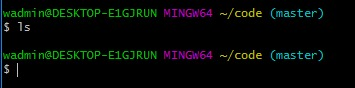 wadmin@DESKTOP-E1GJRUN MINGW64 ~/code (master)
$ ls
wadmin@DESKTOP-E1GJRUN MINGW64 ~/code (master)
$